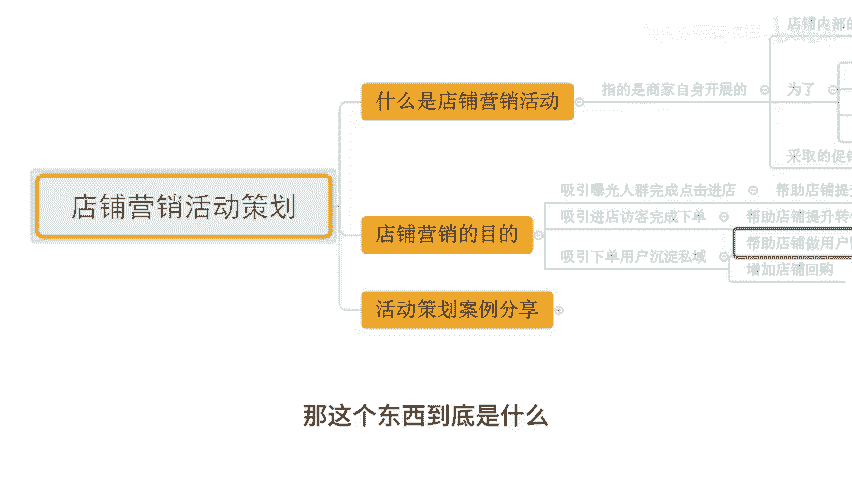 店铺营销活动策划
什么是店铺营销活动
指的是商家自身开展的
店铺内部的
为了
采取的促销
店铺营销的目的
吸引曝光人群完成点击进店
帮助店铺提升
吸引进店访客完成下单
帮助店铺提升转
吸引下单用户沉淀私域
帮助店铺做用户
增加店铺回购
活动策划案例分享
那这个东西到底是什么